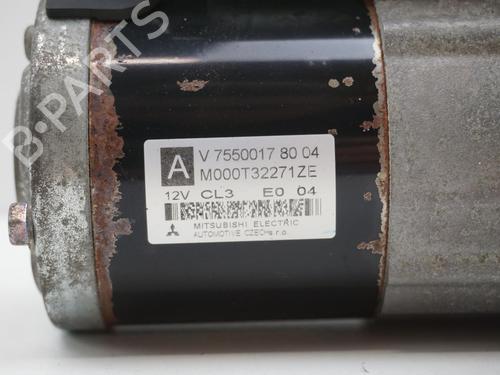 B-PARTS
A
V 7550017 80 04
M000T32271ZE
12V CL3 E0 04
MITSUBISHI ELECTRIC
AUTOMOTIVE CZECH s.r.o.